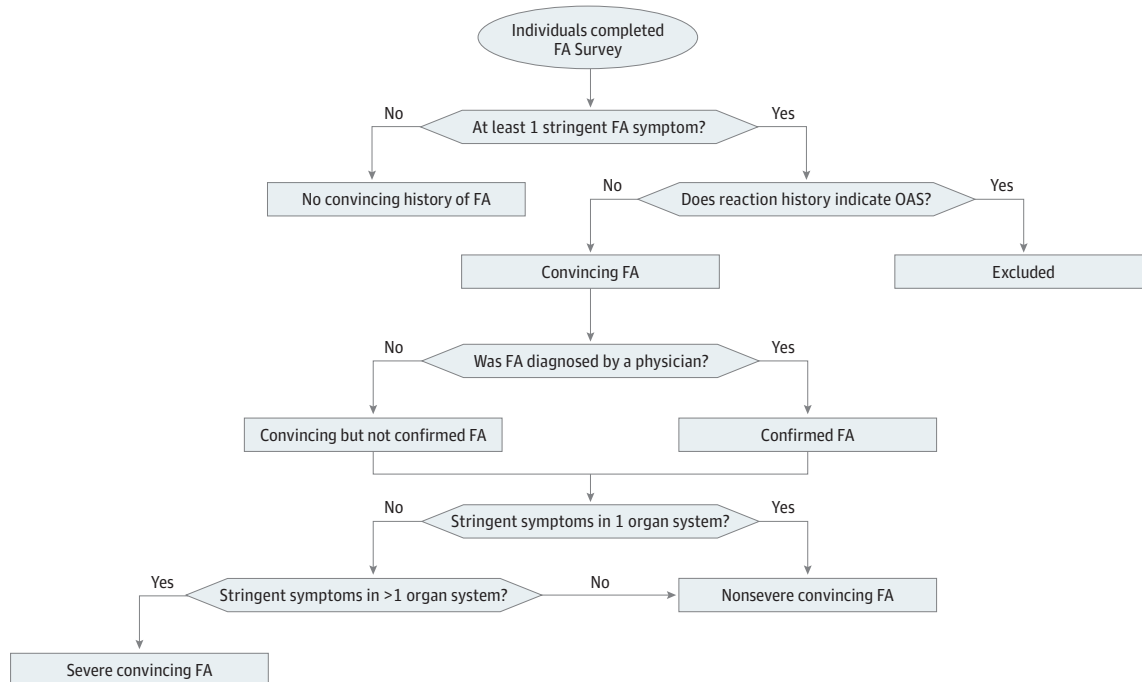 Individuals completed
FA Survey
No
Yes
At least 1 stringent FA symptom?
No convincing history of FA
No
Yes
Does reaction history indicate OAS?
Convincing FA
Excluded
No
Yes
Was FA diagnosed by a physician?
Convincing but not confirmed FA
Confirmed FA
No
Yes
Stringent symptoms in 1 organ system?
Yes
No
Stringent symptoms in >1 organ system?
Nonsevere convincing FA
Severe convincing FA